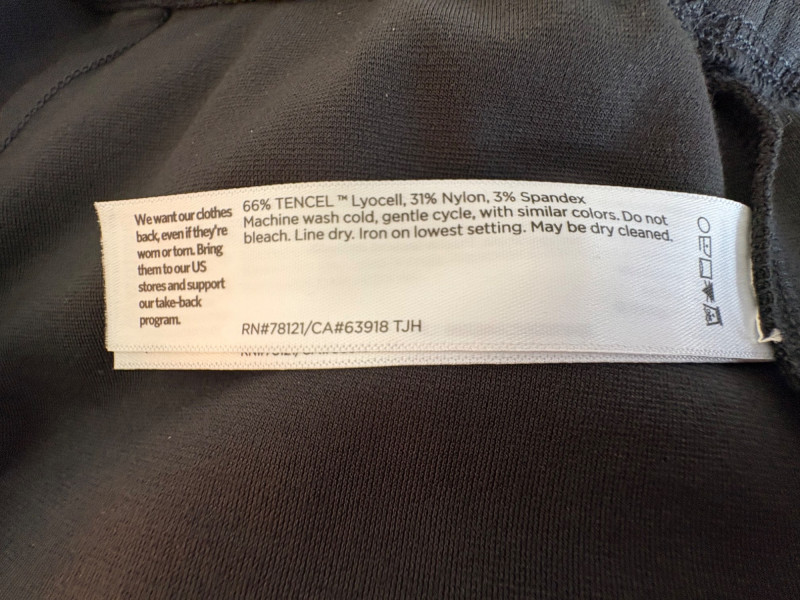 We want our clothes
back, even if they're
worn or torn. Bring
them to our US
stores and support
our take-back
program.
66% TENCEL ™ Lyocell, 31% Nylon, 3% Spandex
Machine wash cold, gentle cycle, with similar colors. Do not
bleach. Line dry. Iron on lowest setting. May be dry cleaned.
RN#78121/CA#63918 TJH